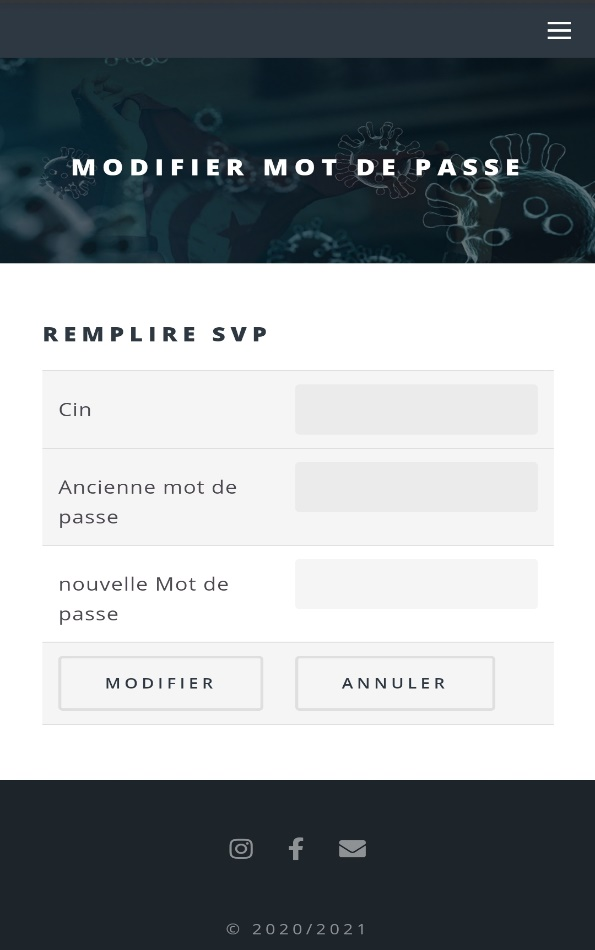 MODIFIER MOT DE PASSE
REMPLIRE SVP
Cin
Ancienne mot de
passe
nouvelle Mot de
passe
MODIFIER
ANNULER
© 2020/2021